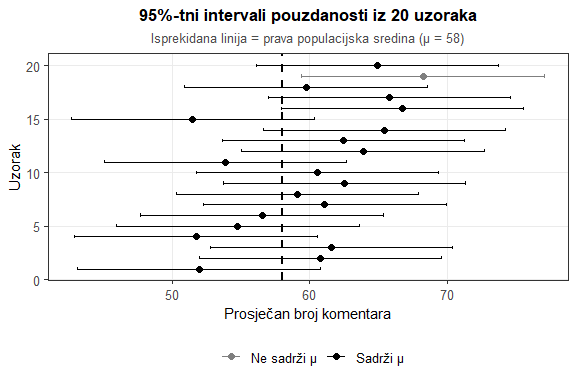 95%-tni intervali pouzdanosti iz 20 uzoraka
Isprekidana linija = prava populacijska sredina (μ = 58)
Uzorak
20
15
10
5
0
50 60 70
Prosječan broj komentara
Ne sadrži μ Sadrži μ